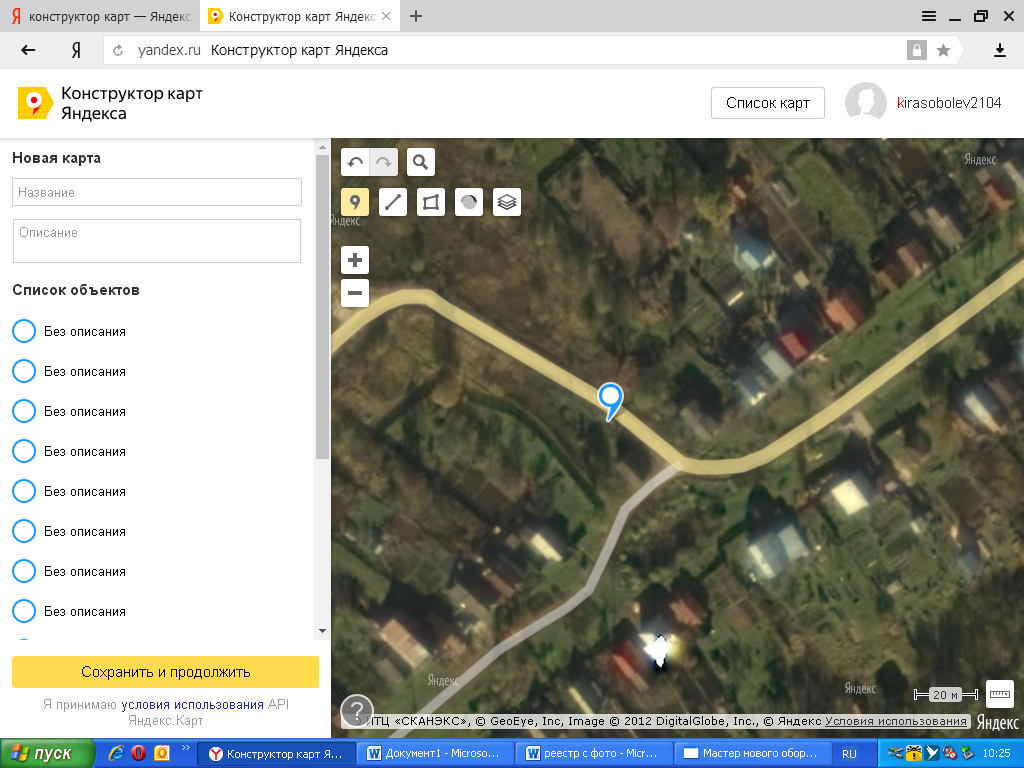 конструктор карт — Яндекс
Конструктор карт Яндекс
yandex.ru Конструктор карт Яндекса
Конструктор карт
Яндекса
Список карт
kirasobolev2104
Новая карта
Название
Описание
Список объектов
Без описания
Без описания
Без описания
Без описания
Без описания
Без описания
Без описания
Без описания
Сохранить и продолжить
Я принимаю условия использования API
Яндекс.Карт
Яндекс
Яндекс
Яндекс
Яндекс
20 м
?
ИТЦ «СКАНЭКС», © GeoEye, Inc, Image © 2012 DigitalGlobe, Inc., © Яндекс Условия использования
Яндекс
пуск
Конструктор карт Я...
Документ1 - Microso...
реестр с фото - Micr...
Мастер нового обор...
RU
10:25